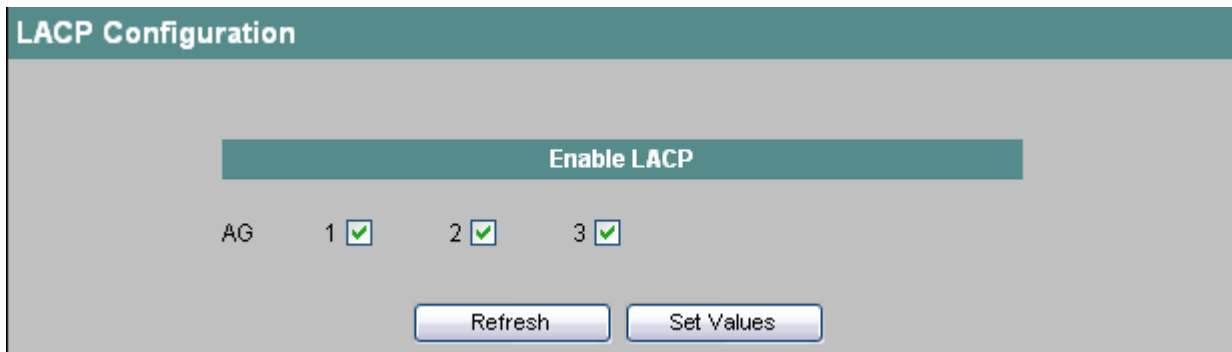 LACP Configuration
Enable LACP
AG 1 2 3
Refresh Set Values